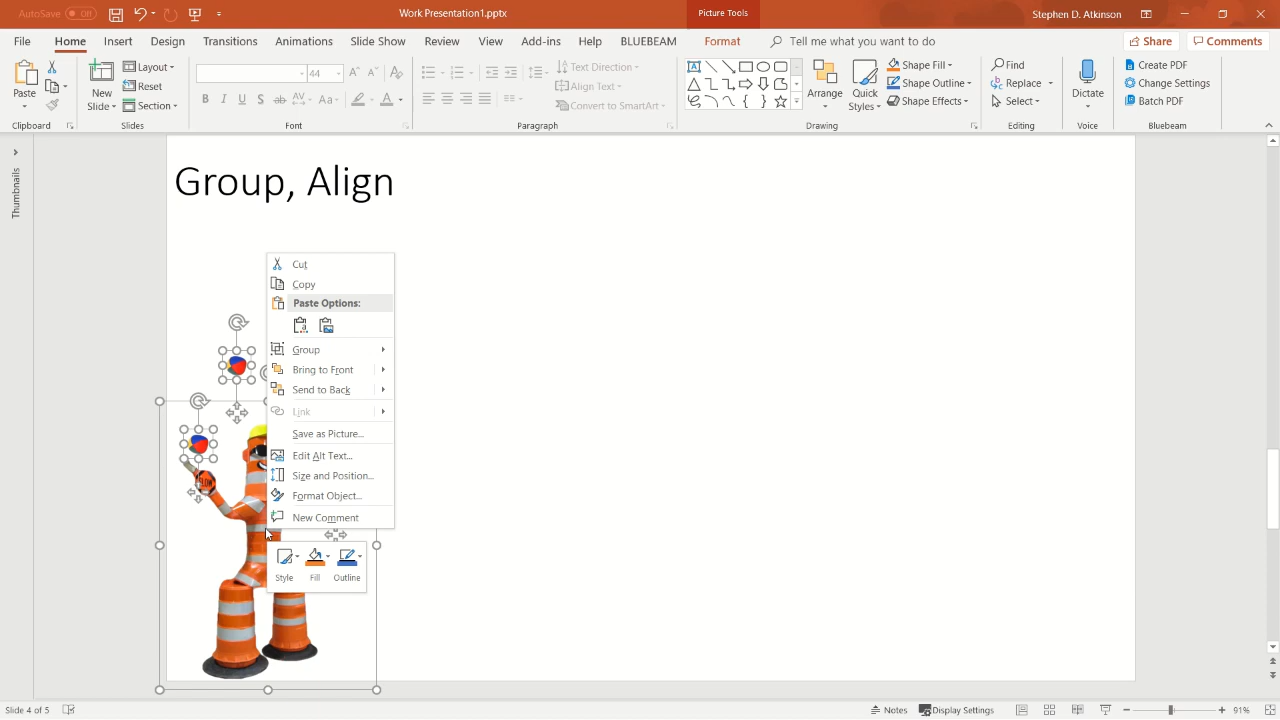 AutoSave Off
Work Presentation1.pptx
Picture Tools
Stephen D. Atkinson
File Home Insert Design Transitions Animations Slide Show Review View Add-ins Help BLUEBEAM Format Tell me what you want to do Share Comments
Paste
New Slide
Layout
Reset
Section
44
B I U S ab AV Aa A
Text Direction
Align Text
Convert to SmartArt
Arrange
Quick Styles
Shape Fill
Shape Outline
Shape Effects
Find
Replace
Select
Dictate
Create PDF
Change Settings
Batch PDF
Clipboard Slides Font Paragraph Drawing Editing Voice Bluebeam
Thumbnails
Group, Align
Cut
Copy
Paste Options:
Group
Bring to Front
Send to Back
Link
Save as Picture...
Edit Alt Text...
Size and Position...
Format Object...
New Comment
SLOW
Style Fill Outline
Slide 4 of 5
Notes
Display Settings
91%